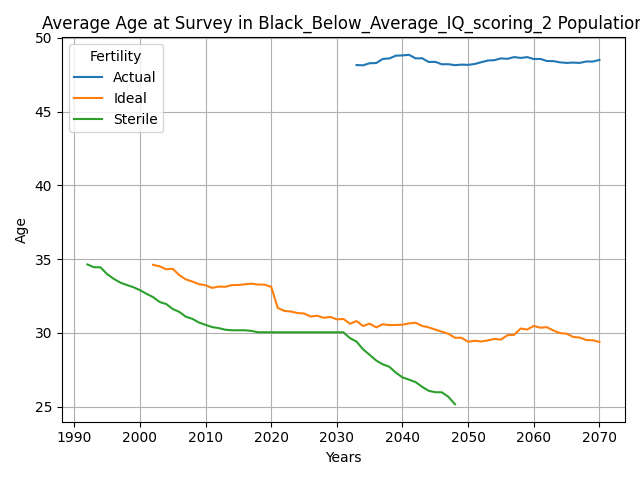 Average Age at Survey in Black_Below_Average_IQ_scoring_2 Population
Fertility
Actual
Ideal
Sterile
50
45
40
35
30
25
Age
1990 2000 2010 2020 2030 2040 2050 2060 2070
Years